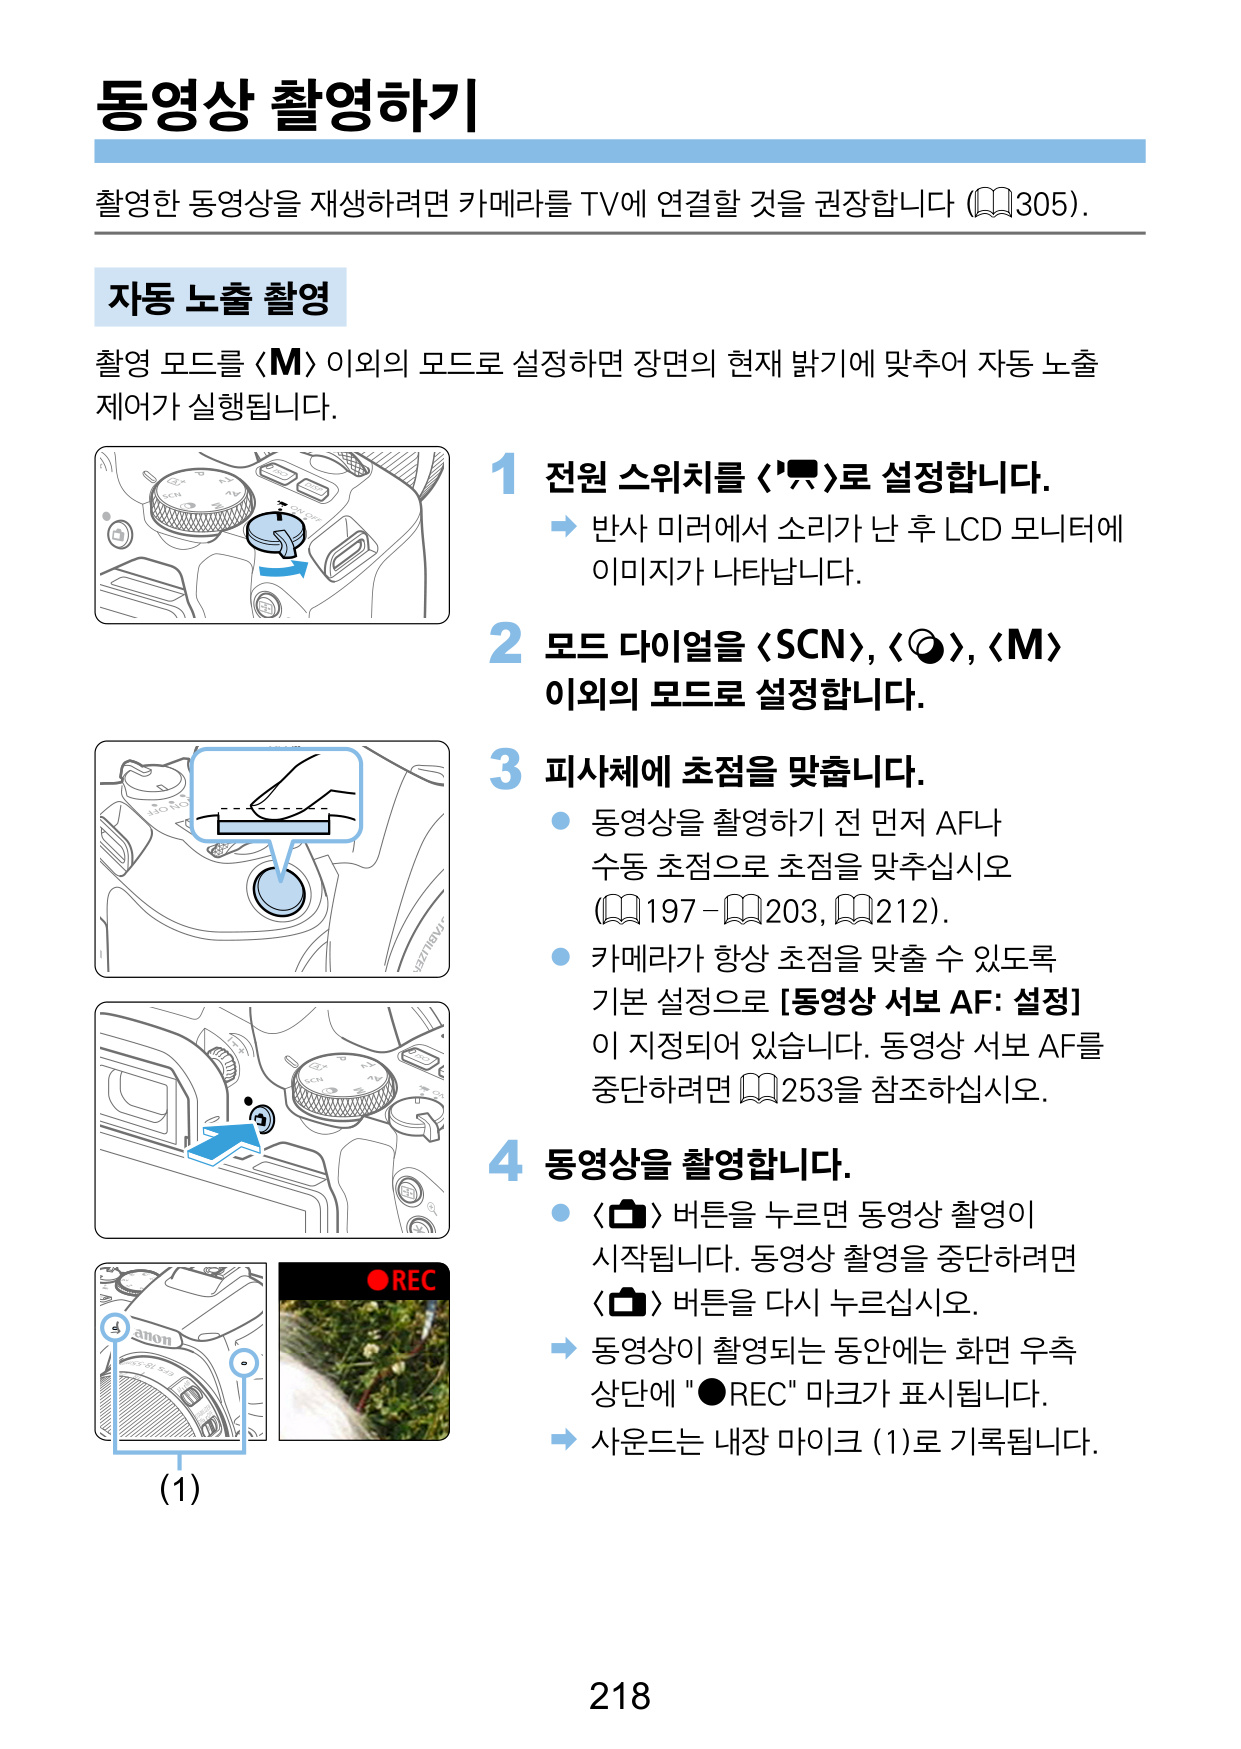 동영상 촬영하기
촬영한 동영상을 재생하려면 카메라를 TV에 연결할 것을 권장합니다 (305).
자동 노출 촬영
촬영 모드를 <M> 이외의 모드로 설정하면 장면의 현재 밝기에 맞추어 자동 노출
제어가 실행됩니다.
1 전원 스위치를 < >로 설정합니다.
➡ 반사 미러에서 소리가 난 후 LCD 모니터에
이미지가 나타납니다.
2 모드 다이얼을 <SCN>, < >, <M>
이외의 모드로 설정합니다.
3 피사체에 초점을 맞춥니다.
● 동영상을 촬영하기 전 먼저 AF나
수동 초점으로 초점을 맞추십시오
(197–203, 212).
● 카메라가 항상 초점을 맞출 수 있도록
기본 설정으로 [동영상 서보 AF: 설정]
이 지정되어 있습니다. 동영상 서보 AF를
중단하려면 253을 참조하십시오.
4 동영상을 촬영합니다.
● < > 버튼을 누르면 동영상 촬영이
시작됩니다. 동영상 촬영을 중단하려면
< > 버튼을 다시 누르십시오.
➡ 동영상이 촬영되는 동안에는 화면 우측
상단에 "●REC" 마크가 표시됩니다.
➡ 사운드는 내장 마이크 (1)로 기록됩니다.
ON OFF
SCN
STABILIZER
●REC
anon
(1)
218